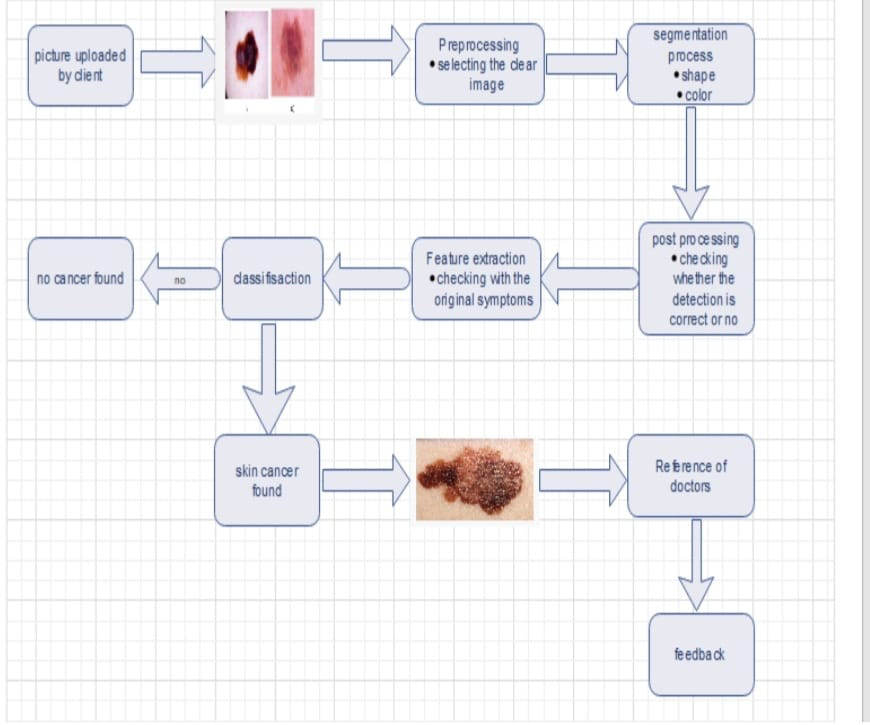 picture uploaded
by client
Preprocessing
• selecting the clear
image
segmentation
process
• shape
• color
no cancer found
no
classifisaction
Feature extraction
• checking with the
original symptoms
post processing
• checking
whether the
detection is
correct or no
skin cancer
found
Reference of
doctors
feedback